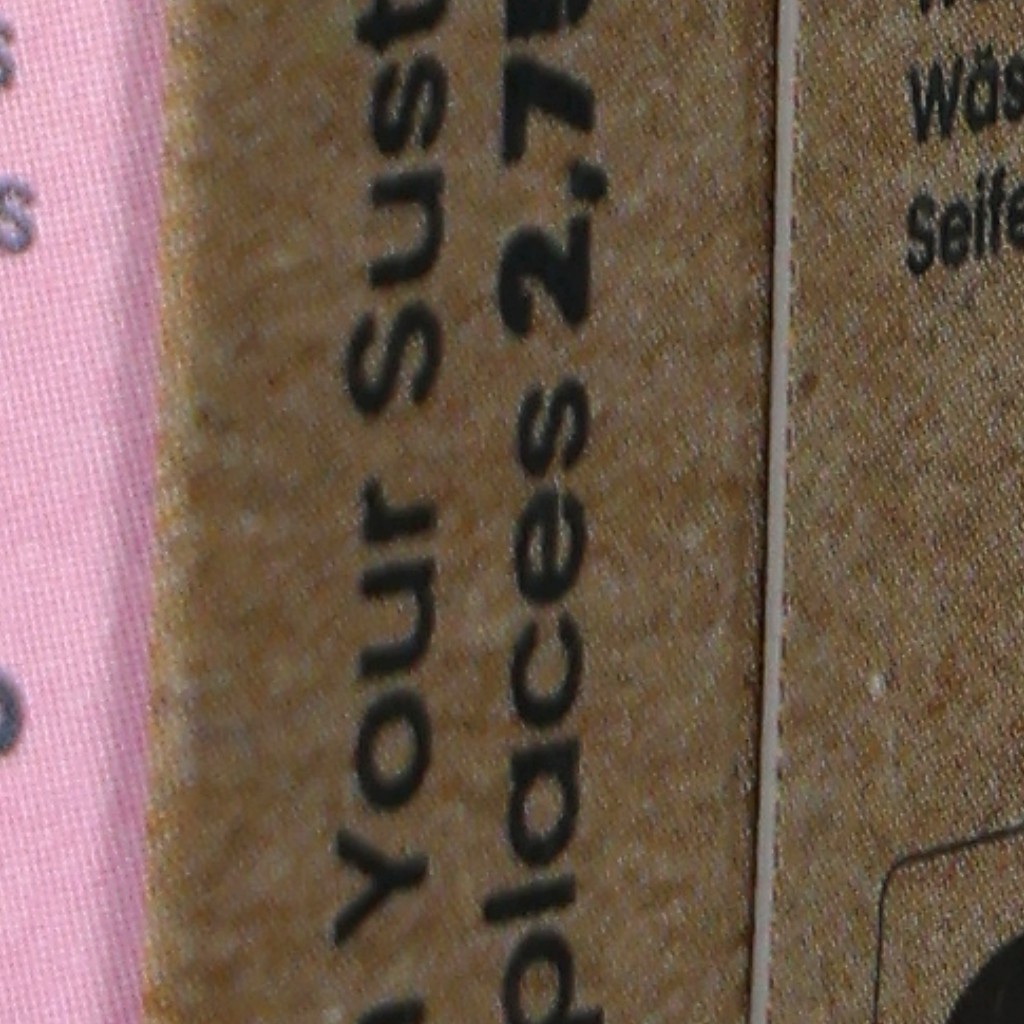 Your Sust
places 2.7
Wäs
Seife